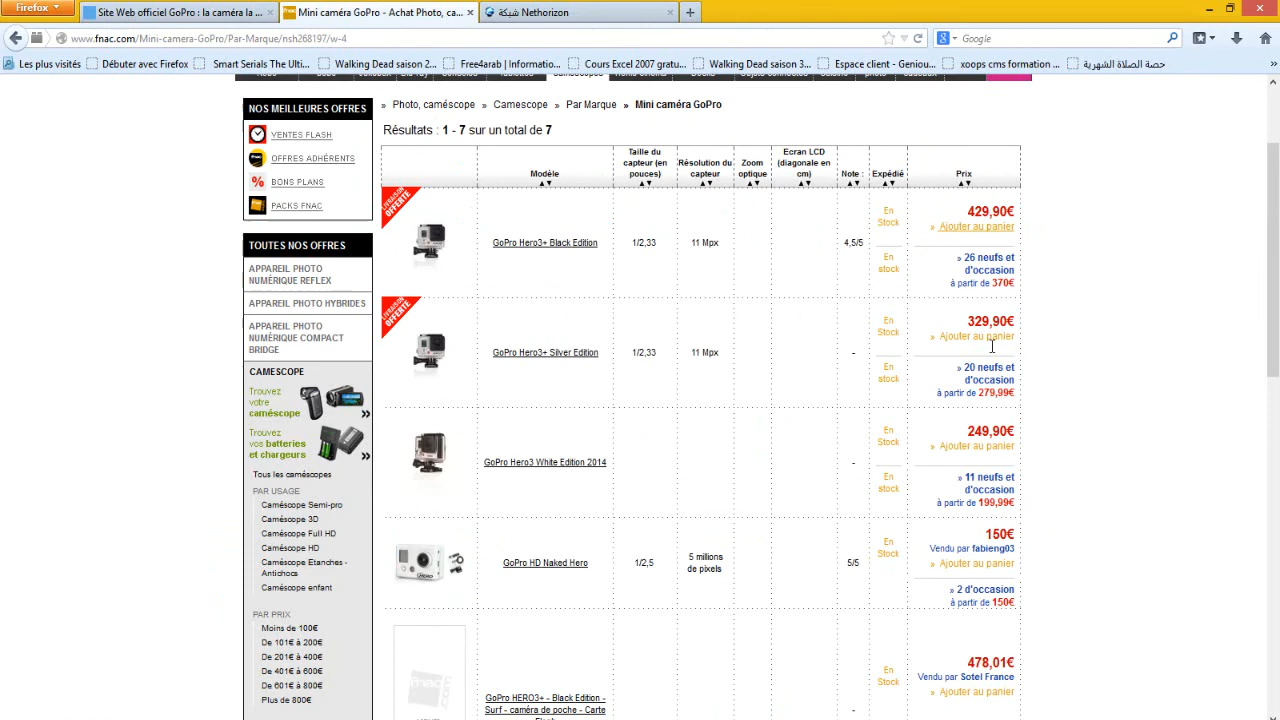 Firefox
Site Web officiel GoPro : la caméra la ...
Mini caméra GoPro - Achat Photo, ca...
شبكة Nethorizon
www.fnac.com/Mini-camera-GoPro/Par-Marque/nsh268197/w-4
Google
Les plus visités
Débuter avec Firefox
Smart Serials The Ulti...
Walking Dead saison 2...
Free4arab | Informatio...
Cours Excel 2007 gratu...
Walking Dead saison 3...
Espace client - Geniou...
xoops cms formation ...
حصة الصلاة الشهرية
NOS MEILLEURES OFFRES
VENTES FLASH
OFFRES ADHÉRENTS
BONS PLANS
PACKS FNAC
TOUTES NOS OFFRES
APPAREIL PHOTO
NUMÉRIQUE REFLEX
APPAREIL PHOTO HYBRIDES
APPAREIL PHOTO
NUMÉRIQUE COMPACT
BRIDGE
CAMESCOPE
Trouvez
votre
caméscope
Trouvez
vos batteries
et chargeurs
Tous les caméscopes
PAR USAGE
Caméscope Semi-pro
Caméscope 3D
Caméscope Full HD
Caméscope HD
Caméscope Etanches -
Antichocs
Caméscope enfant
PAR PRIX
Moins de 100€
De 101€ à 200€
De 201€ à 400€
De 401€ à 600€
De 601€ à 800€
Plus de 800€
» Photo, caméscope » Camescope » Par Marque » Mini caméra GoPro
Résultats : 1 - 7 sur un total de 7
Modèle
Taille du
capteur (en
pouces)
Résolution du
capteur
Zoom
optique
Ecran LCD
(diagonale en
cm)
Note :
Expédié
Prix
LIVRAISON
OFFERTE
GoPro Hero3+ Black Edition
1/2,33
11 Mpx
4,5/5
En
Stock
En
stock
429,90€
» Ajouter au panier
» 26 neufs et
d'occasion
à partir de 370€
LIVRAISON
OFFERTE
GoPro Hero3+ Silver Edition
1/2,33
11 Mpx
-
En
Stock
En
stock
329,90€
» Ajouter au panier
» 20 neufs et
d'occasion
à partir de 279,99€
GoPro Hero3 White Edition 2014
-
En
Stock
En
stock
249,90€
» Ajouter au panier
» 11 neufs et
d'occasion
à partir de 199,99€
GoPro HD Naked Hero
1/2,5
5 millions
de pixels
5/5
En
Stock
150€
Vendu par fabieng03
» Ajouter au panier
» 2 d'occasion
à partir de 150€
fnac
GoPro HERO3+ - Black Edition -
Surf - caméra de poche - Carte
-
En
Stock
478,01€
Vendu par Sotel France
» Ajouter au panier